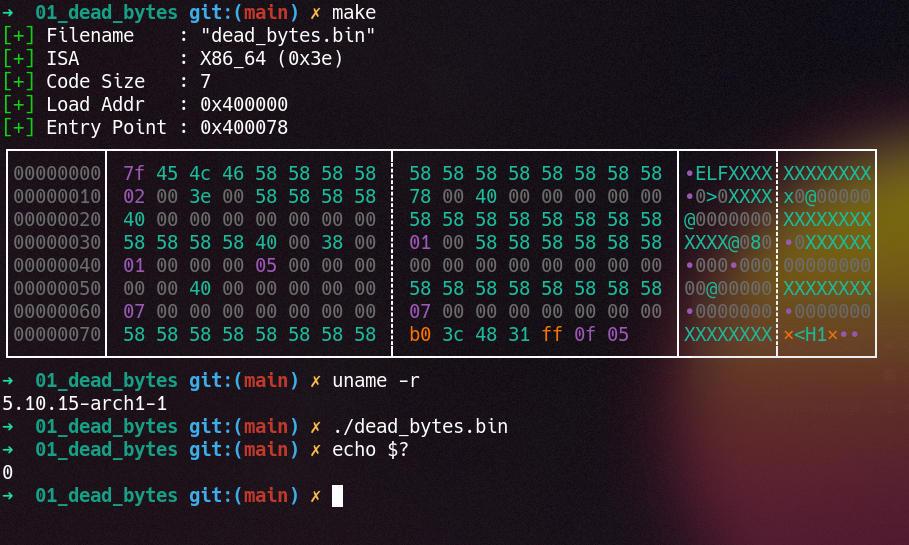 → 01_dead_bytes git:(main) ✗ make
[+] Filename    : "dead_bytes.bin"
[+] ISA         : X86_64 (0x3e)
[+] Code Size   : 7
[+] Load Addr   : 0x400000
[+] Entry Point : 0x400078
00000000 7f 45 4c 46 58 58 58 58 58 58 58 58 58 58 58 58 •ELFXXXX XXXXXXXX
00000010 02 00 3e 00 58 58 58 58 78 00 40 00 00 00 00 00 •0>0XXXX x0@00000
00000020 40 00 00 00 00 00 00 00 58 58 58 58 58 58 58 58 @0000000 XXXXXXXX
00000030 58 58 58 58 40 00 38 00 01 00 58 58 58 58 58 58 XXXX@080 •0XXXXXX
00000040 01 00 00 00 05 00 00 00 00 00 00 00 00 00 00 00 •000•000 00000000
00000050 00 00 40 00 00 00 00 00 58 58 58 58 58 58 58 58 00@00000 XXXXXXXX
00000060 07 00 00 00 00 00 00 00 07 00 00 00 00 00 00 00 •0000000 •0000000
00000070 58 58 58 58 58 58 58 58 b0 3c 48 31 ff 0f 05 XXXXXXXX ×<H1×••
→ 01_dead_bytes git:(main) ✗ uname -r
5.10.15-arch1-1
→ 01_dead_bytes git:(main) ✗ ./dead_bytes.bin
→ 01_dead_bytes git:(main) ✗ echo $?
0
→ 01_dead_bytes git:(main) ✗